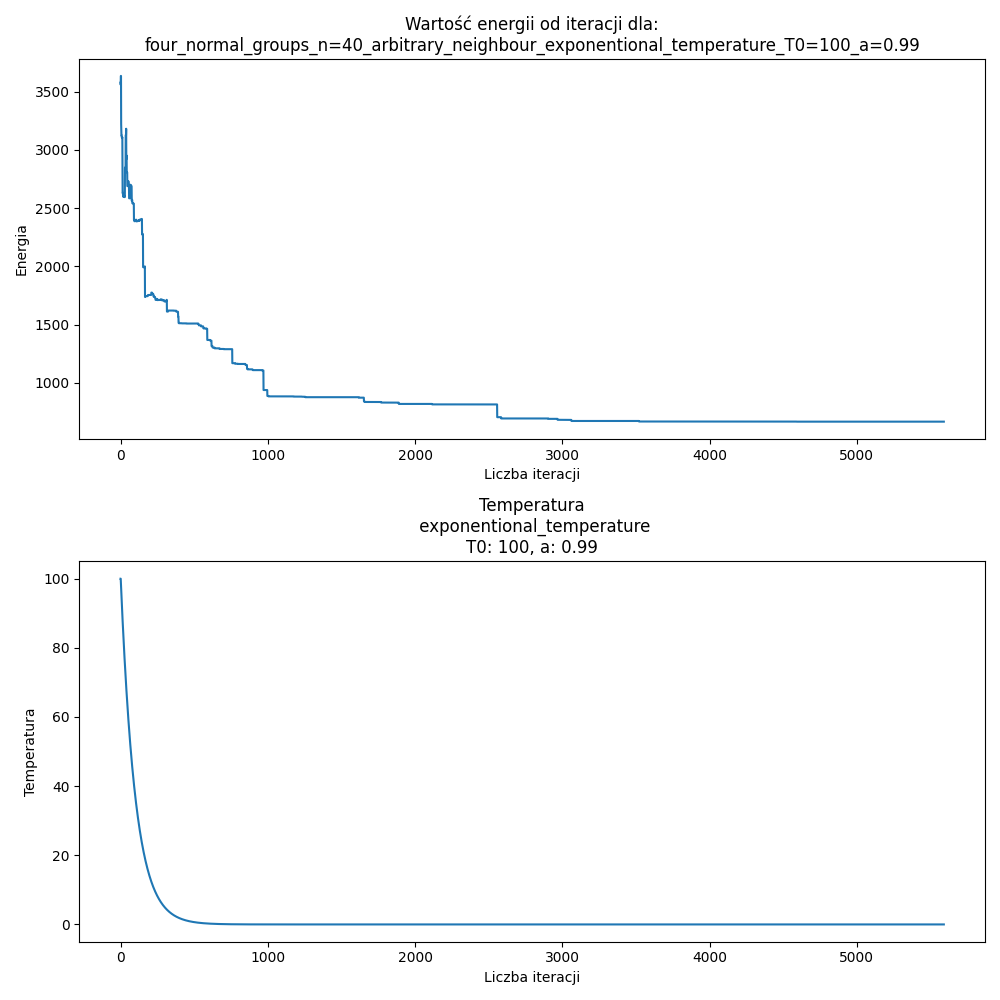 Wartość energii od iteracji dla:
four_normal_groups_n=40_arbitrary_neighbour_exponentional_temperature_T0=100_a=0.99
3500
3000
2500
2000
1500
1000
Energia
0
1000
2000
3000
4000
5000
Liczba iteracji
Temperatura
exponentional_temperature
T0: 100, a: 0.99
100
80
60
40
20
0
Temperatura
0
1000
2000
3000
4000
5000
Liczba iteracji